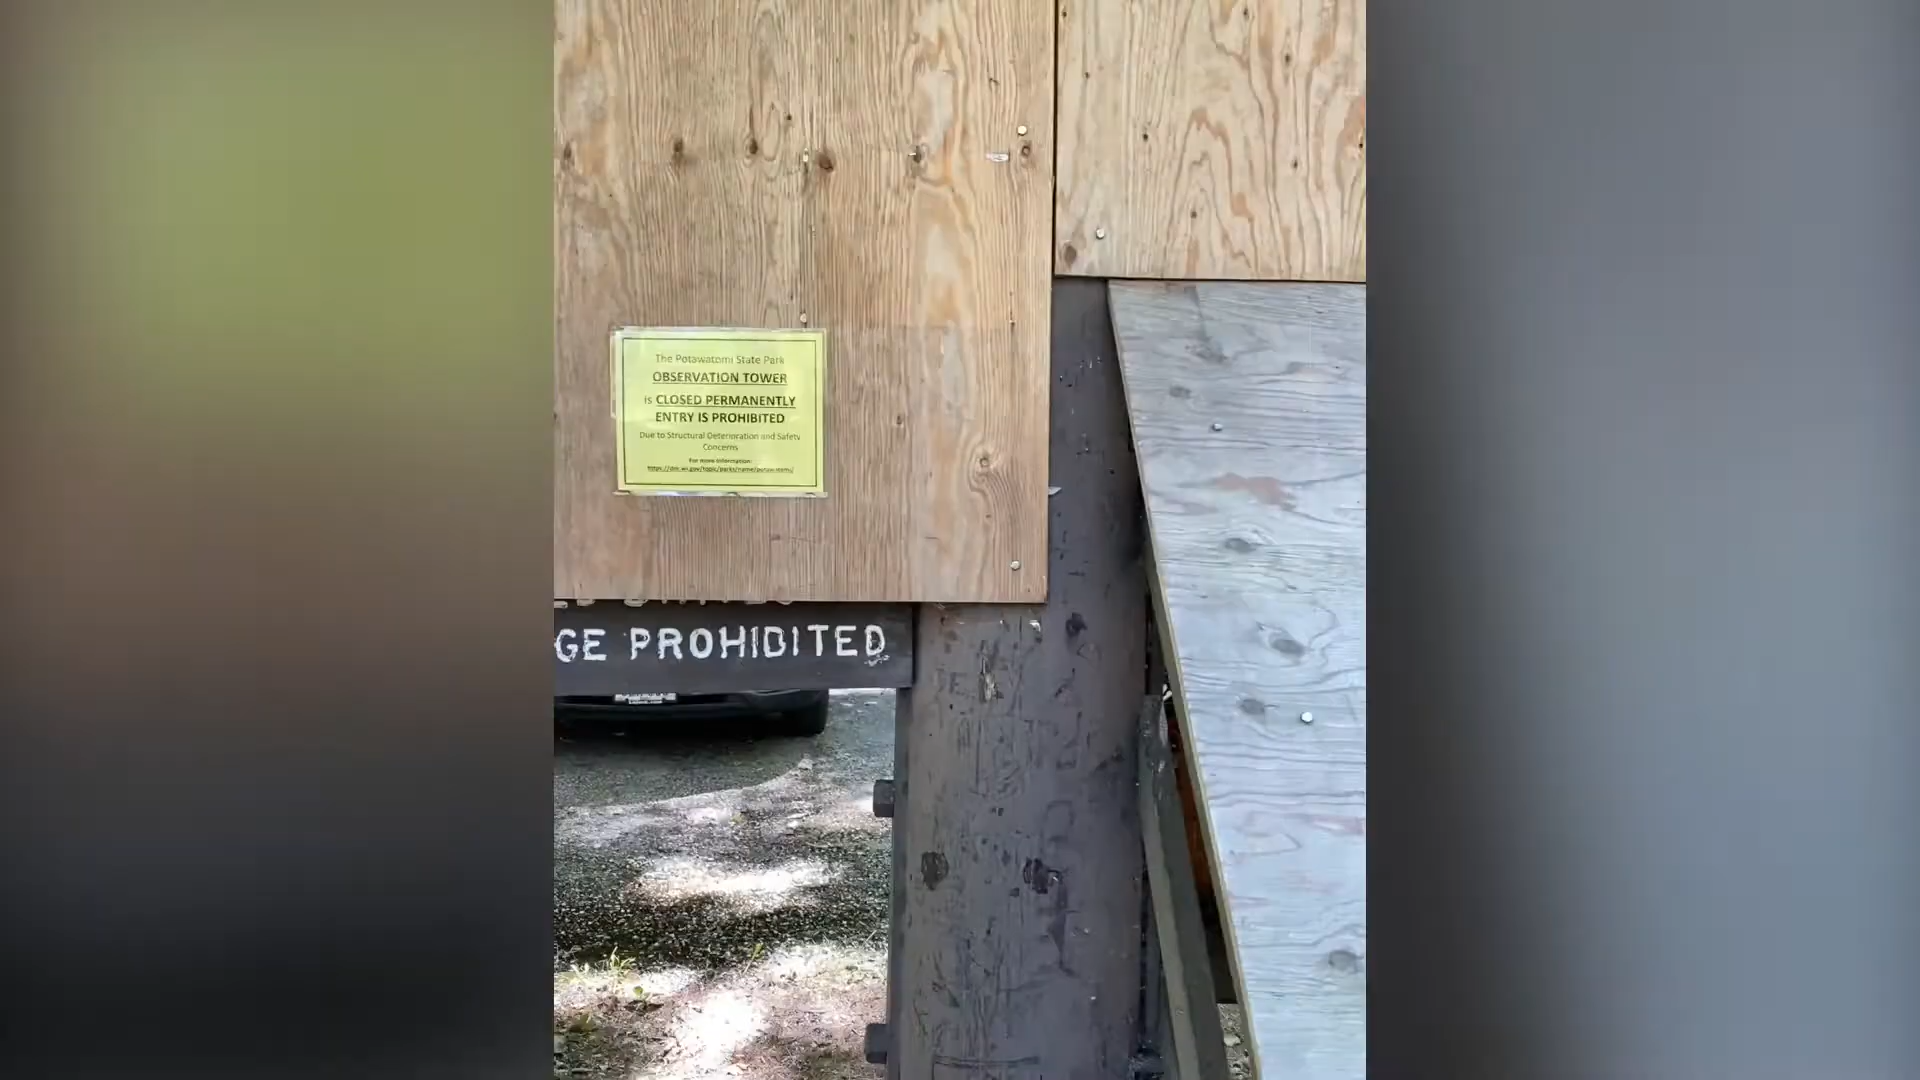 The Potawatomi State Park
OBSERVATION TOWER
is CLOSED PERMANENTLY
ENTRY IS PROHIBITED
Due to Structural Deterioration and Safety
Concerns
For more information:
GE PROHIBITED